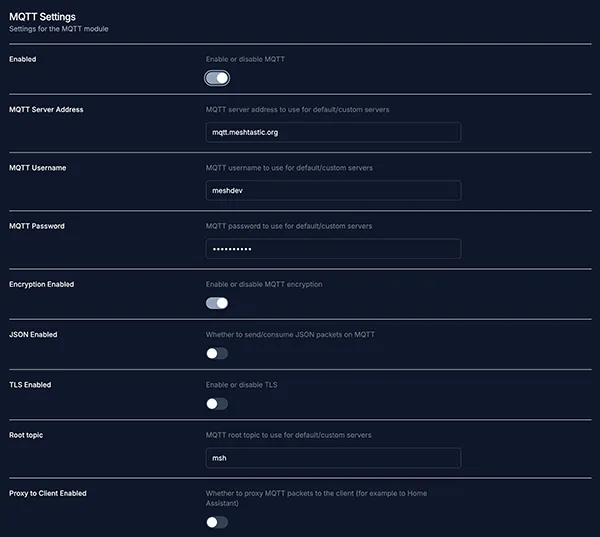 MQTT Settings
Settings for the MQTT module
Enabled
Enable or disable MQTT
MQTT Server Address
MQTT server address to use for default/custom servers
mqtt.meshtastic.org
MQTT Username
MQTT username to use for default/custom servers
meshdev
MQTT Password
MQTT password to use for default/custom servers
••••••••••
Encryption Enabled
Enable or disable MQTT encryption
JSON Enabled
Whether to send/consume JSON packets on MQTT
TLS Enabled
Enable or disable TLS
Root topic
MQTT root topic to use for default/custom servers
msh
Proxy to Client Enabled
Whether to proxy MQTT packets to the client (for example to Home
Assistant)